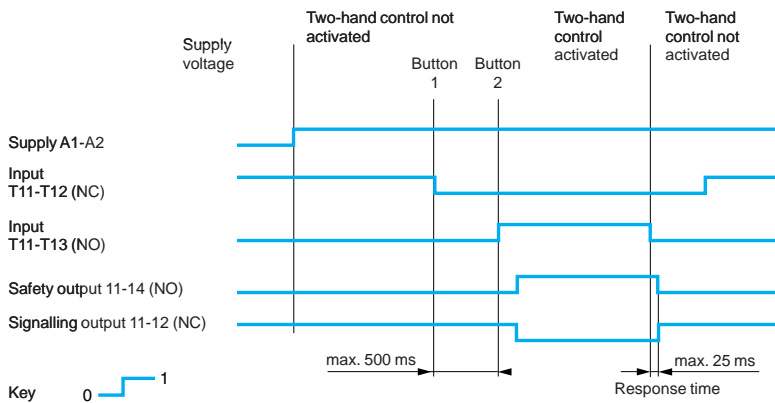 Supply
voltage
Two-hand control not
activated
Button
1
Button
2
Two-hand
control
activated
Two-hand
control not
activated
Supply A1-A2
Input
T11-T12 (NC)
Input
T11-T13 (NO)
Safety output 11-14 (NO)
Signalling output 11-12 (NC)
max. 500 ms
max. 25 ms
Response time
Key
0
1